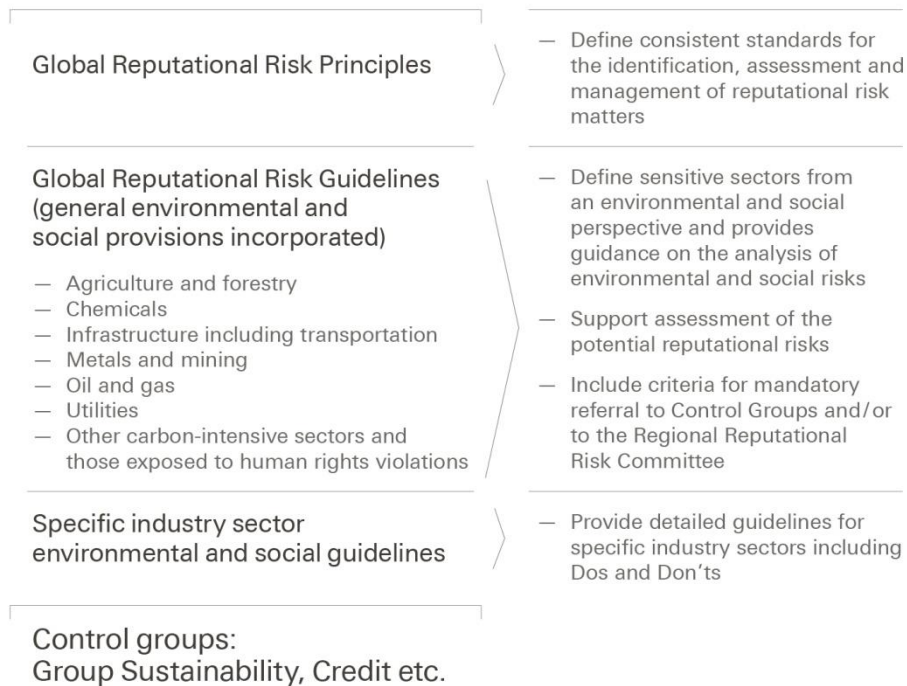 Global Reputational Risk Principles
— Define consistent standards for
the identification, assessment and
management of reputational risk
matters
Global Reputational Risk Guidelines
(general environmental and
social provisions incorporated)
— Agriculture and forestry
— Chemicals
— Infrastructure including transportation
— Metals and mining
— Oil and gas
— Utilities
— Other carbon-intensive sectors and
those exposed to human rights violations
— Define sensitive sectors from
an environmental and social
perspective and provides
guidance on the analysis of
environmental and social risks
— Support assessment of the
potential reputational risks
— Include criteria for mandatory
referral to Control Groups and/or
to the Regional Reputational
Risk Committee
Specific industry sector
environmental and social guidelines
— Provide detailed guidelines for
specific industry sectors including
Dos and Don'ts
Control groups:
Group Sustainability, Credit etc.